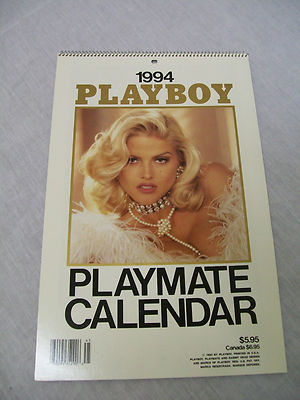 1994
PLAYBOY
PLAYMATE
CALENDAR
$5.95
Canada $6.95